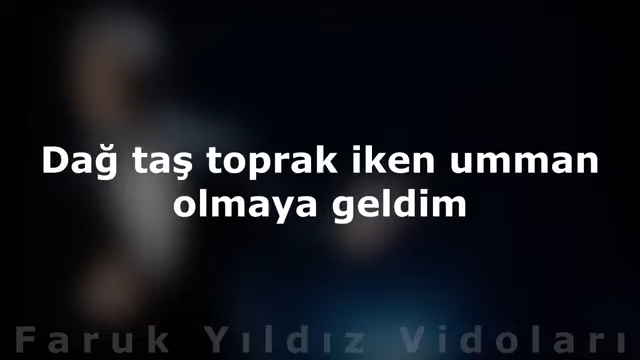 Dağ taş toprak iken umman
olmaya geldim
Faruk Yıldız Vidoları